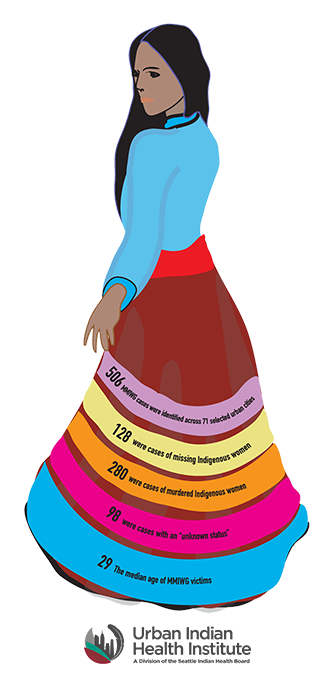 506 MMIWG cases were identified across 71 selected urban cities
128 were cases of missing Indigenous women
280 were cases of murdered Indigenous women
98 were cases with an "unknown status"
29 The median age of MMIWG victims
Urban Indian
Health Institute
A Division of the Seattle Indian Health Board